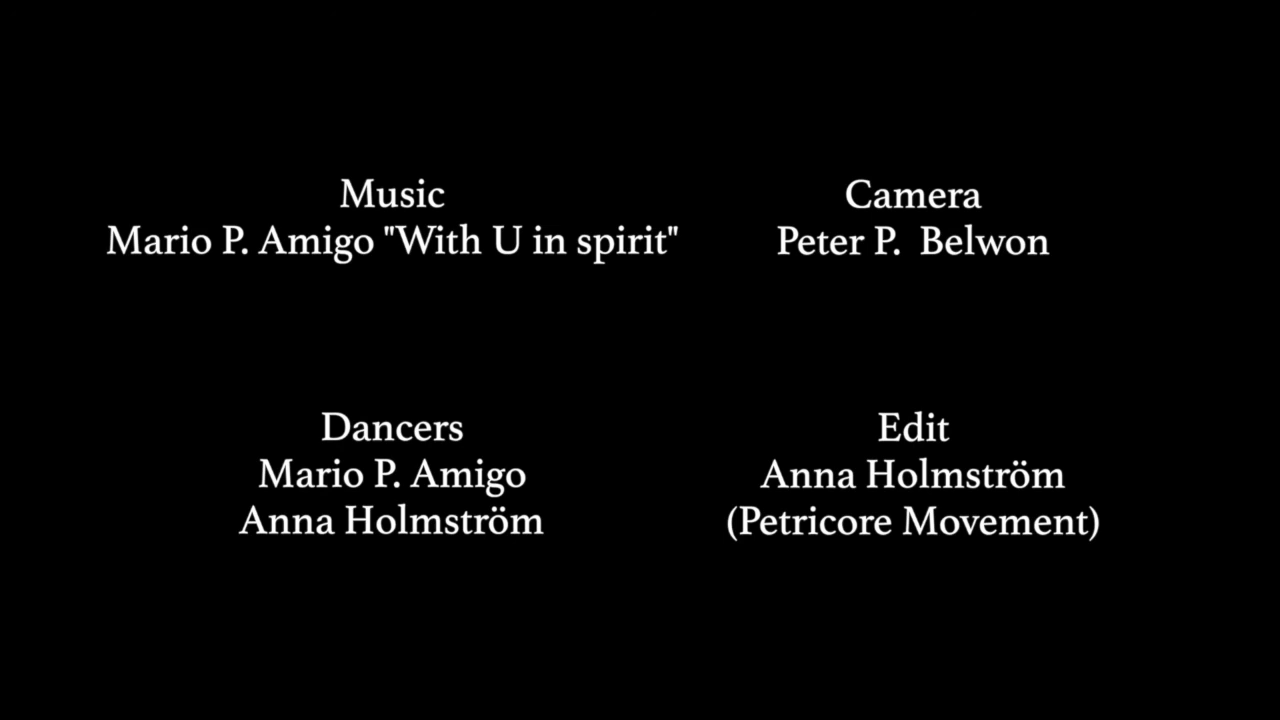 Music
Mario P. Amigo "With U in spirit"
Camera
Peter P.  Belwon
Dancers
Mario P. Amigo
Anna Holmström
Edit
Anna Holmström
(Petricore Movement)